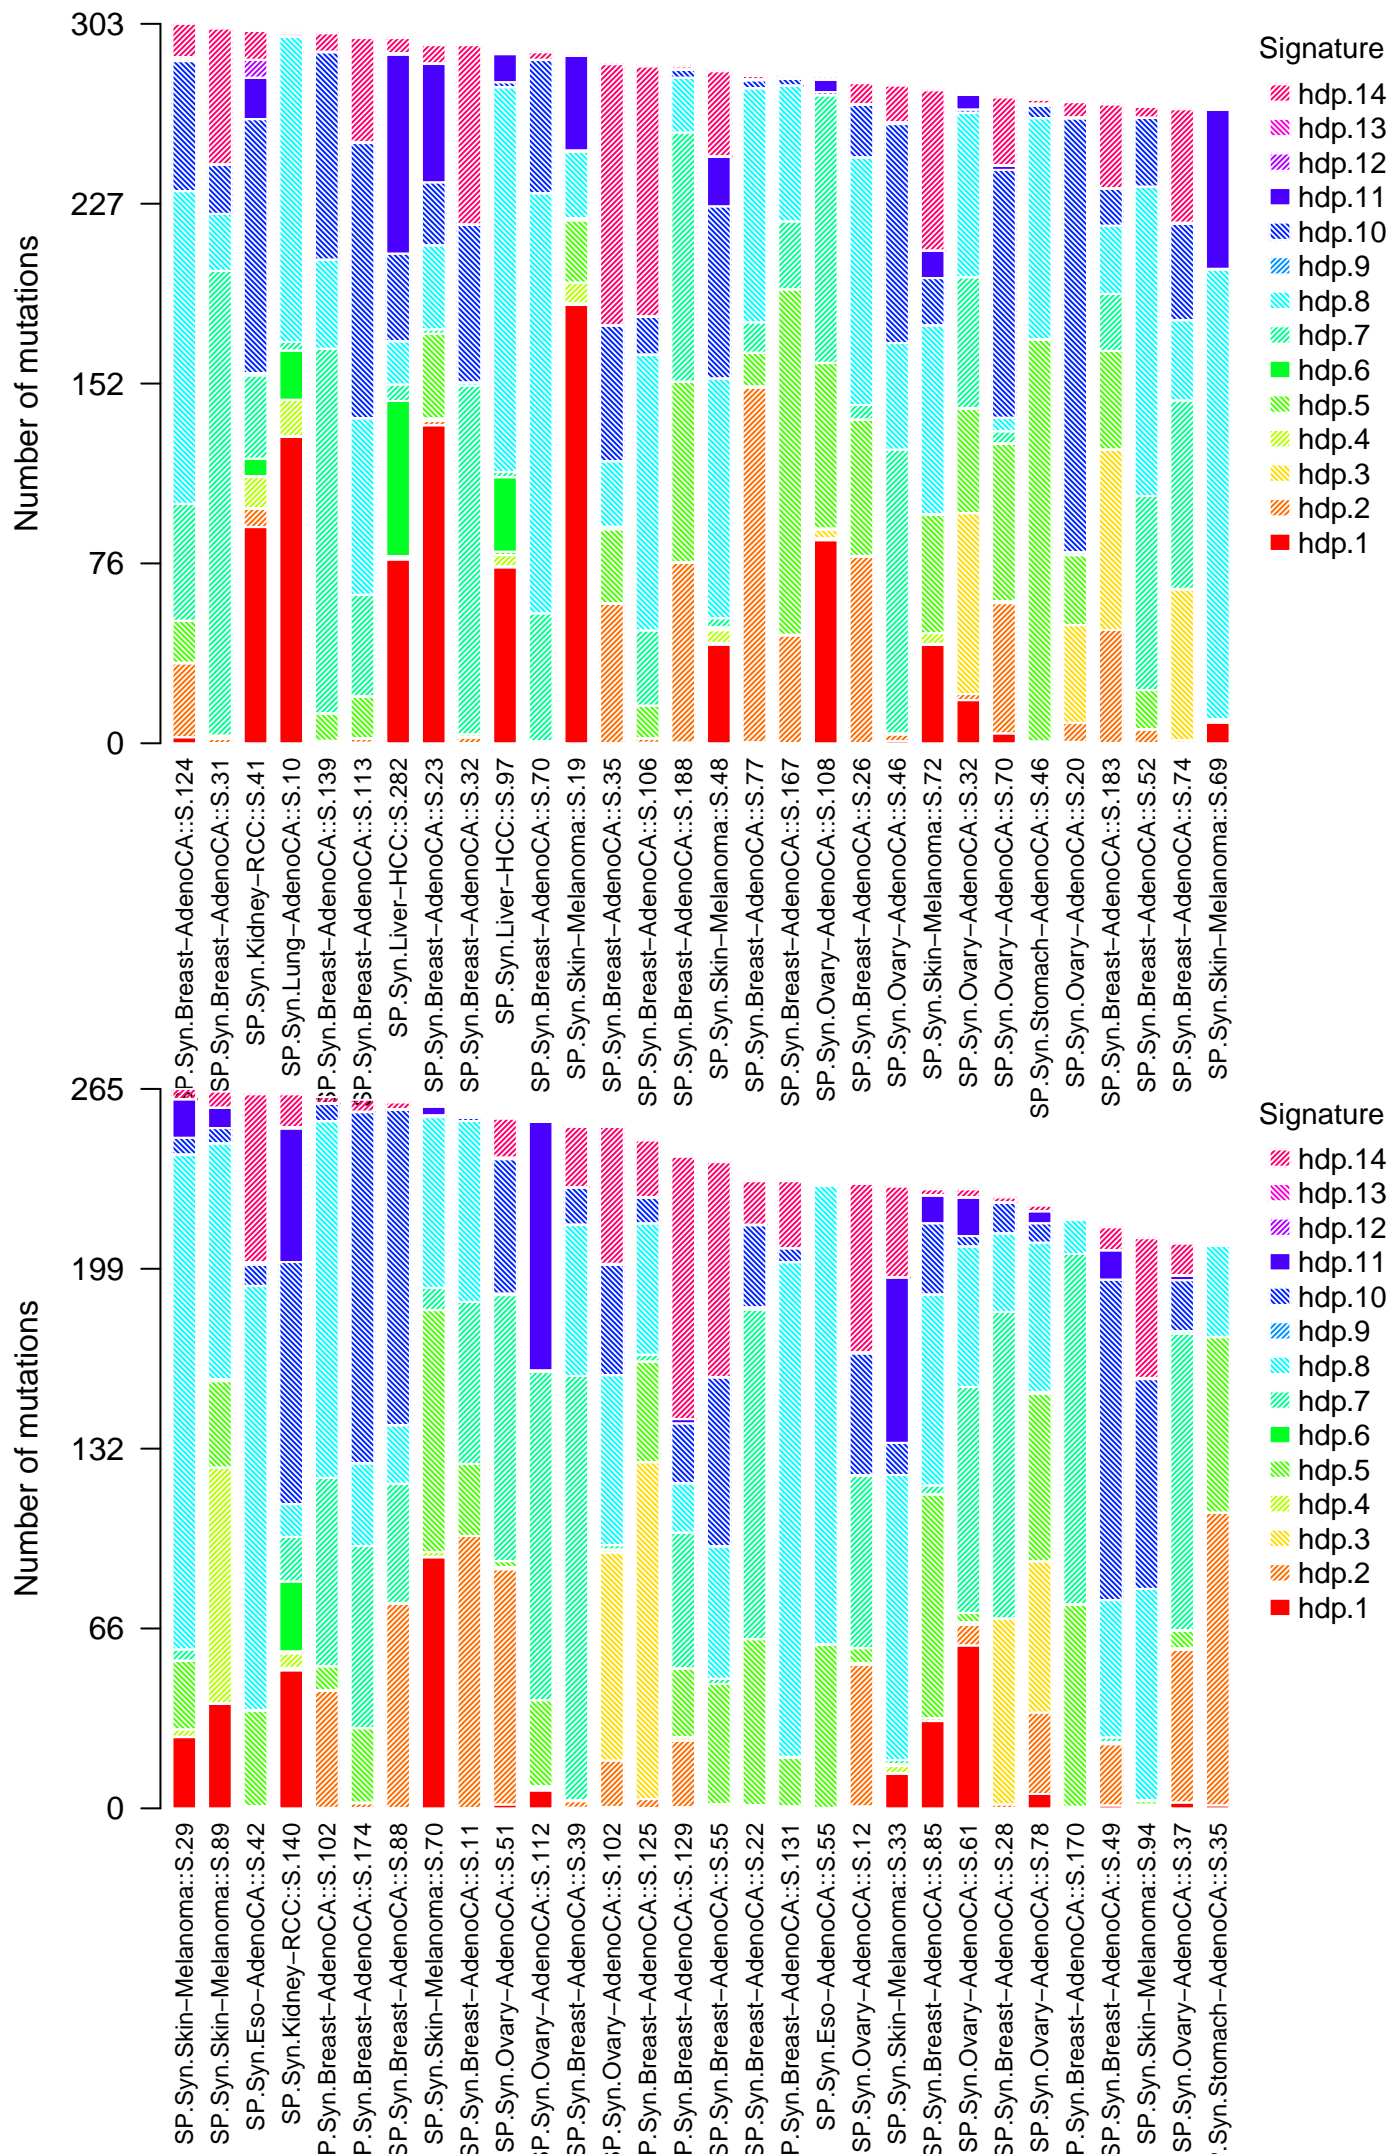 303
227
152
76
0
Number of mutations
Signature
hdp.14
hdp.13
hdp.12
hdp.11
hdp.10
hdp.9
hdp.8
hdp.7
hdp.6
hdp.5
hdp.4
hdp.3
hdp.2
hdp.1
SP.Syn.Breast−AdenoCA::S.124
SP.Syn.Breast−AdenoCA::S.31
SP.Syn.Kidney−RCC::S.41
SP.Syn.Lung−AdenoCA::S.10
SP.Syn.Breast−AdenoCA::S.139
SP.Syn.Breast−AdenoCA::S.113
SP.Syn.Liver−HCC::S.282
SP.Syn.Breast−AdenoCA::S.23
SP.Syn.Breast−AdenoCA::S.32
SP.Syn.Liver−HCC::S.97
SP.Syn.Breast−AdenoCA::S.70
SP.Syn.Skin−Melanoma::S.19
SP.Syn.Breast−AdenoCA::S.35
SP.Syn.Breast−AdenoCA::S.106
SP.Syn.Breast−AdenoCA::S.188
SP.Syn.Skin−Melanoma::S.48
SP.Syn.Breast−AdenoCA::S.77
SP.Syn.Breast−AdenoCA::S.167
SP.Syn.Ovary−AdenoCA::S.108
SP.Syn.Breast−AdenoCA::S.26
SP.Syn.Ovary−AdenoCA::S.46
SP.Syn.Skin−Melanoma::S.72
SP.Syn.Ovary−AdenoCA::S.32
SP.Syn.Ovary−AdenoCA::S.70
SP.Syn.Stomach−AdenoCA::S.46
SP.Syn.Ovary−AdenoCA::S.20
SP.Syn.Breast−AdenoCA::S.183
SP.Syn.Breast−AdenoCA::S.52
SP.Syn.Breast−AdenoCA::S.74
SP.Syn.Skin−Melanoma::S.69
265
199
132
66
0
Number of mutations
Signature
hdp.14
hdp.13
hdp.12
hdp.11
hdp.10
hdp.9
hdp.8
hdp.7
hdp.6
hdp.5
hdp.4
hdp.3
hdp.2
hdp.1
SP.Syn.Skin−Melanoma::S.29
SP.Syn.Skin−Melanoma::S.89
SP.Syn.Eso−AdenoCA::S.42
SP.Syn.Kidney−RCC::S.140
P.Syn.Breast−AdenoCA::S.102
P.Syn.Breast−AdenoCA::S.174
SP.Syn.Breast−AdenoCA::S.88
SP.Syn.Skin−Melanoma::S.70
SP.Syn.Breast−AdenoCA::S.11
SP.Syn.Ovary−AdenoCA::S.51
SP.Syn.Ovary−AdenoCA::S.112
SP.Syn.Breast−AdenoCA::S.39
SP.Syn.Ovary−AdenoCA::S.102
P.Syn.Breast−AdenoCA::S.125
P.Syn.Breast−AdenoCA::S.129
SP.Syn.Breast−AdenoCA::S.55
SP.Syn.Breast−AdenoCA::S.22
P.Syn.Breast−AdenoCA::S.131
SP.Syn.Eso−AdenoCA::S.55
SP.Syn.Ovary−AdenoCA::S.12
SP.Syn.Skin−Melanoma::S.33
SP.Syn.Breast−AdenoCA::S.85
SP.Syn.Ovary−AdenoCA::S.61
SP.Syn.Breast−AdenoCA::S.28
SP.Syn.Ovary−AdenoCA::S.78
P.Syn.Breast−AdenoCA::S.170
SP.Syn.Breast−AdenoCA::S.49
SP.Syn.Skin−Melanoma::S.94
SP.Syn.Ovary−AdenoCA::S.37
.Syn.Stomach−AdenoCA::S.35